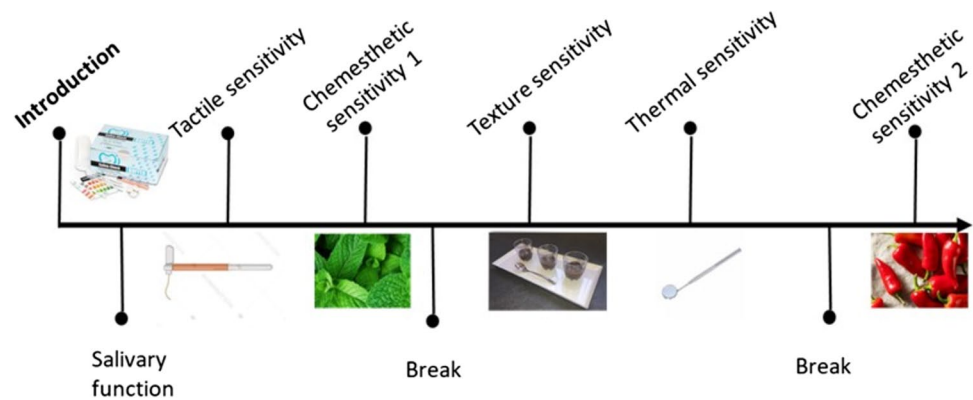 Introduction
Tactile sensitivity
Chemesthetic
sensitivity 1
Texture sensitivity
Thermal sensitivity
Chemesthetic
sensitivity 2
Salivary
function
Break
Break